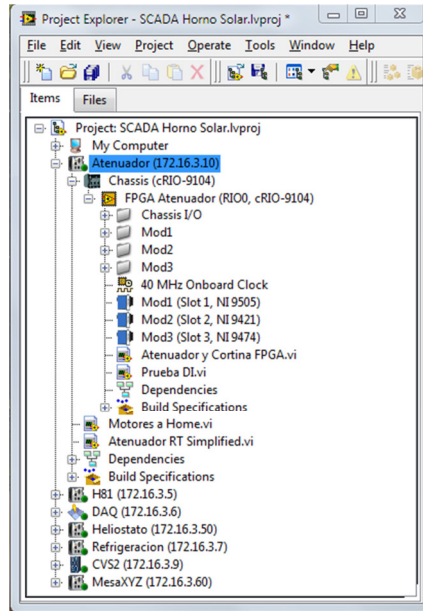 Project Explorer - SCADA Horno Solar.lvproj *
File Edit View Project Operate Tools Window Help
Items Files
Project: SCADA Horno Solar.lvproj
My Computer
Atenuador (172.16.3.10)
Chassis (cRIO-9104)
FPGA Atenuador (RIO0, cRIO-9104)
Chassis I/O
Mod1
Mod2
Mod3
40 MHz Onboard Clock
Mod1 (Slot 1, NI 9505)
Mod2 (Slot 2, NI 9421)
Mod3 (Slot 3, NI 9474)
Atenuador y Cortina FPGA.vi
Prueba DI.vi
Dependencies
Build Specifications
Motores a Home.vi
Atenuador RT Simplified.vi
Dependencies
Build Specifications
H81 (172.16.3.5)
DAQ (172.16.3.6)
Heliostato (172.16.3.50)
Refrigeracion (172.16.3.7)
CVS2 (172.16.3.9)
MesaXYZ (172.16.3.60)